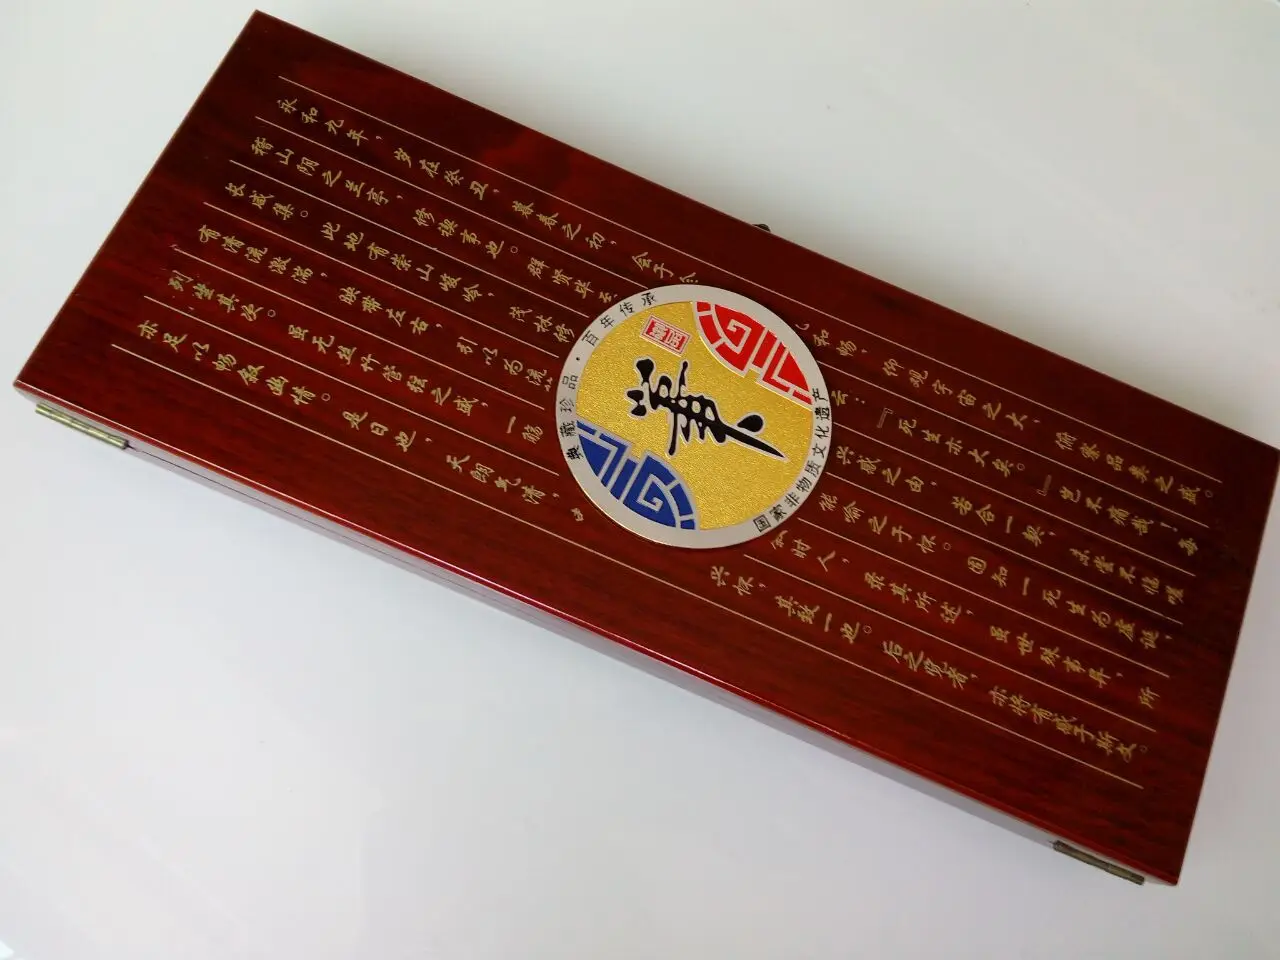 永和九年，岁在癸丑，暮春之初，会于会
稽山阴之兰亭，修禊事也。群贤毕至
长咸集。此地有崇山峻岭，茂林修
有清流激湍，映带左右，引以为流
列坐其次。虽无丝竹管弦之盛，一觞
亦足以畅叙幽情。是日也，天朗气清，
典藏珍品·百年传承
筆
国家非物质文化遗产
和畅，仰观宇宙之大，俯察品类之盛。
云：『死生亦大矣。』岂不痛哉！每
兴感之由，若合一契，未尝不临嗟
能喻之于怀。固知一死生为虚诞，
时人，录其所述，虽世殊事异，所
兴怀，其致一也。后之览者，亦将有感于斯文。